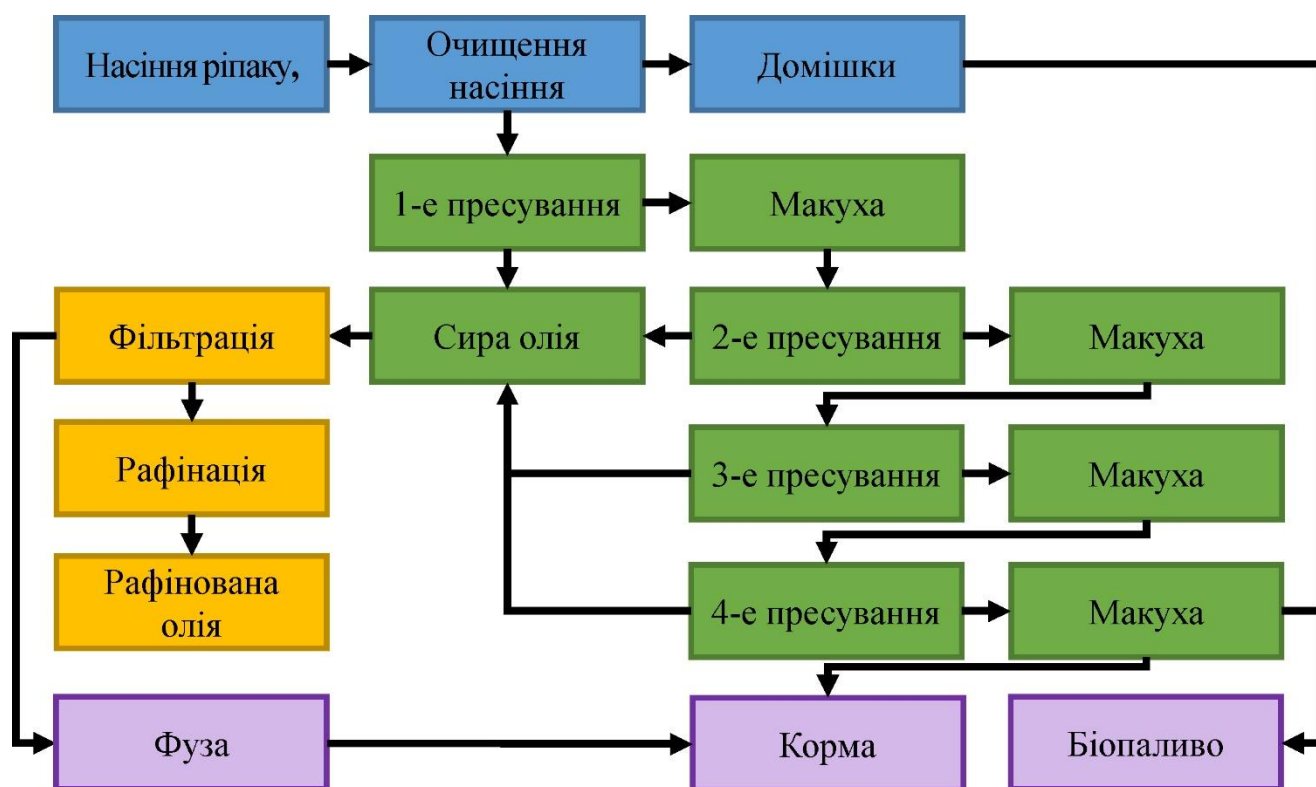 Насіння ріпаку,
Очищення
насіння
Домішки
1-е пресування
Макуха
Фільтрація
Сира олія
2-е пресування
Макуха
Рафінація
3-е пресування
Макуха
Рафінована
олія
4-е пресування
Макуха
Фуза
Корма
Біопаливо